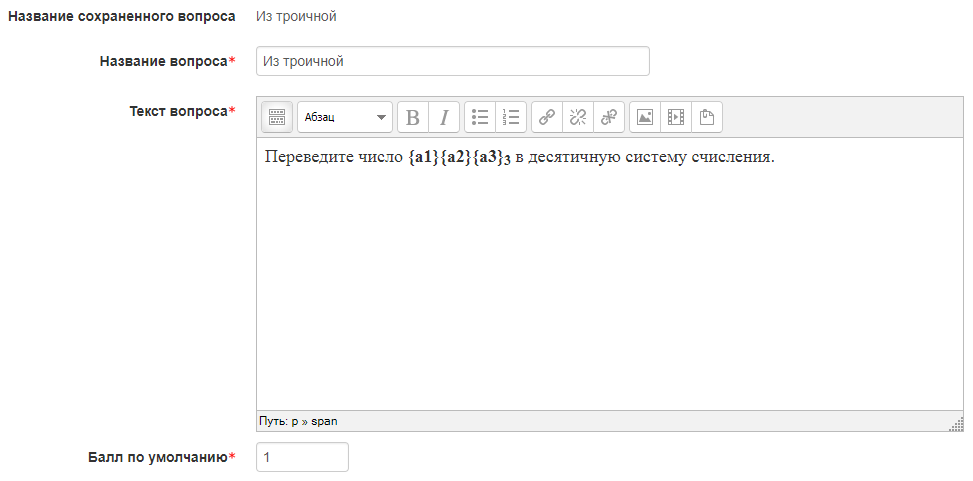 Название сохраненного вопроса Из троичной
Название вопроса* Из троичной
Текст вопроса* Абзац B I
Переведите число {a1}{a2}{a3}₃ в десятичную систему счисления.
Путь: p » span
Балл по умолчанию* 1